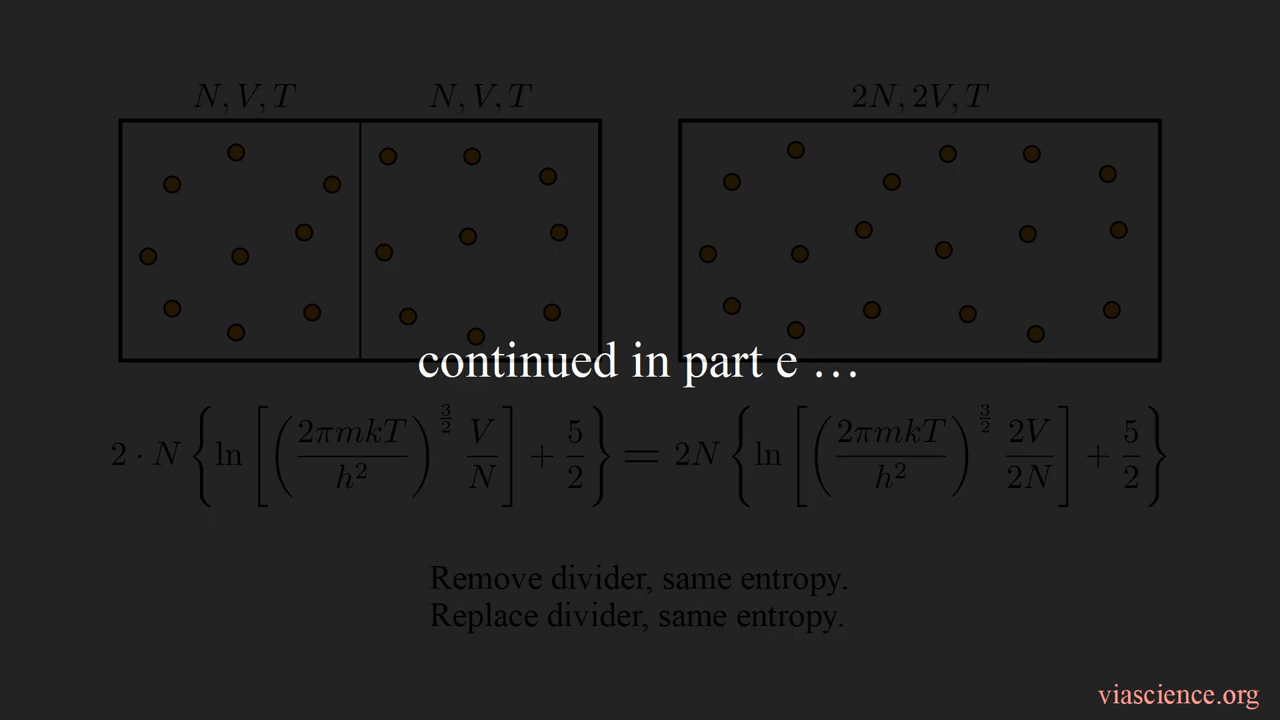 N, V, T N, V, T 2N, 2V, T
continued in part e …
2 · N { ln [ ( 2πmkT / h² )^{3/2} V / N ] + 5 / 2 } = 2N { ln [ ( 2πmkT / h² )^{3/2} 2V / 2N ] + 5 / 2 }
Remove divider, same entropy.
Replace divider, same entropy.
viascience.org